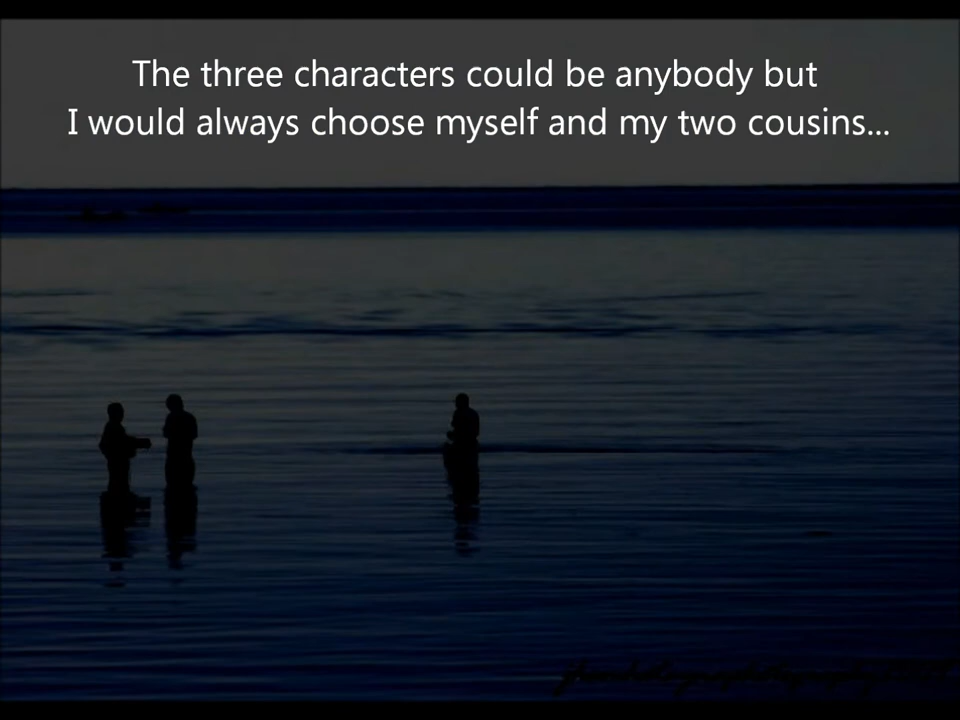 The three characters could be anybody but
I would always choose myself and my two cousins...